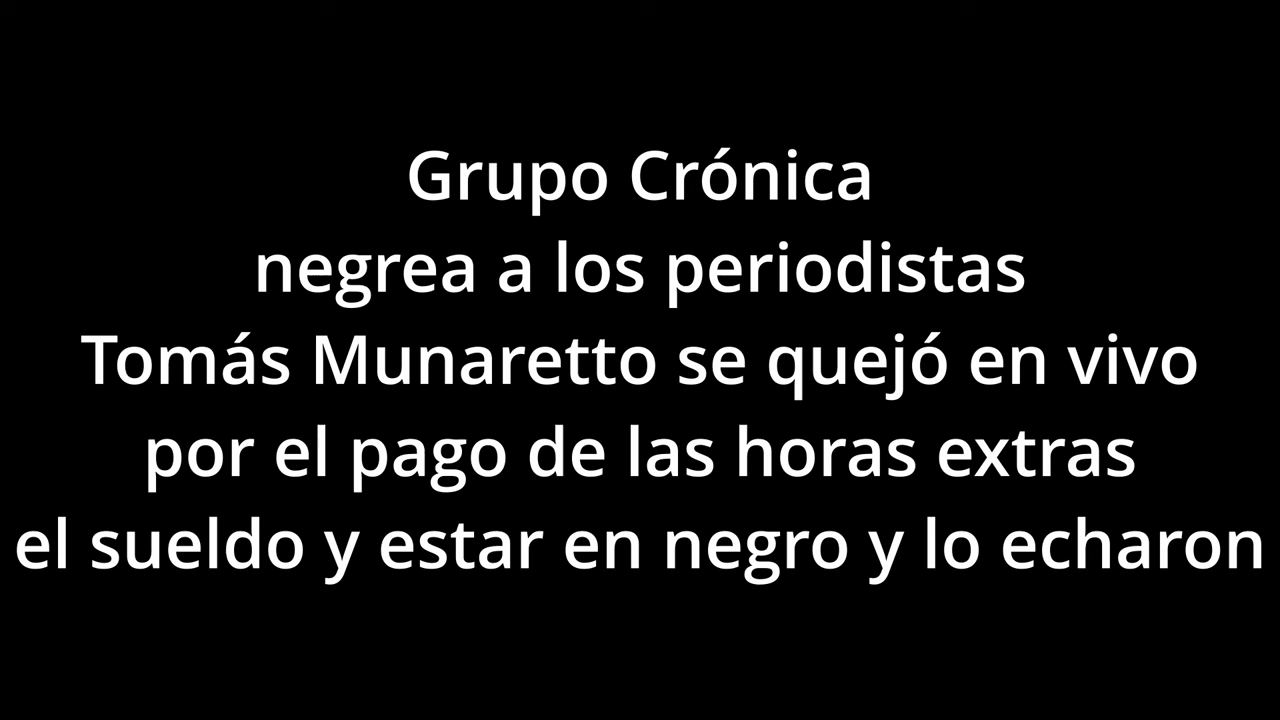 Grupo Crónica
negrea a los periodistas
Tomás Munaretto se quejó en vivo
por el pago de las horas extras
el sueldo y estar en negro y lo echaron